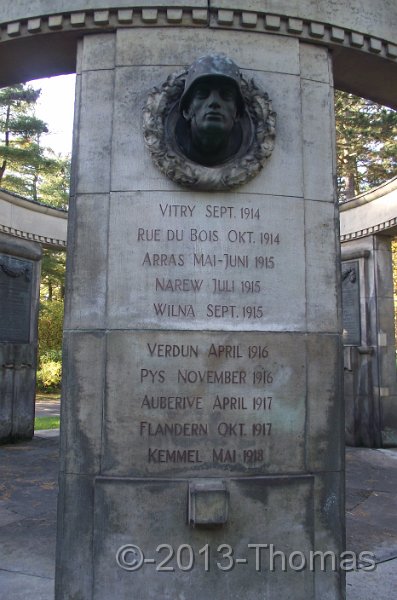 VITRY SEPT. 1914
RUE DU BOIS OKT. 1914
ARRAS MAI-JUNI 1915
NAREW JULI 1915
WILNA SEPT. 1915
VERDUN APRIL 1916
PYS NOVEMBER 1916
AUBERIVE APRIL 1917
FLANDERN OKT. 1917
KEMMEL MAI 1918
©-2013-Thomas